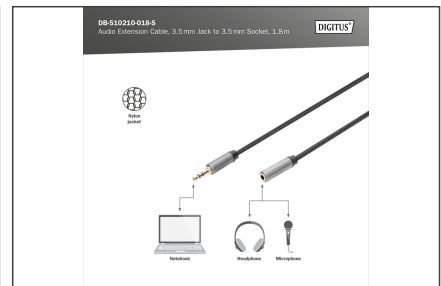 DB-510210-018-S
Audio Extension Cable, 3.5 mm Jack to 3.5 mm Socket, 1.8 m
DIGITUS®
Nylon
jacket
Notebook
Headphone
Microphone